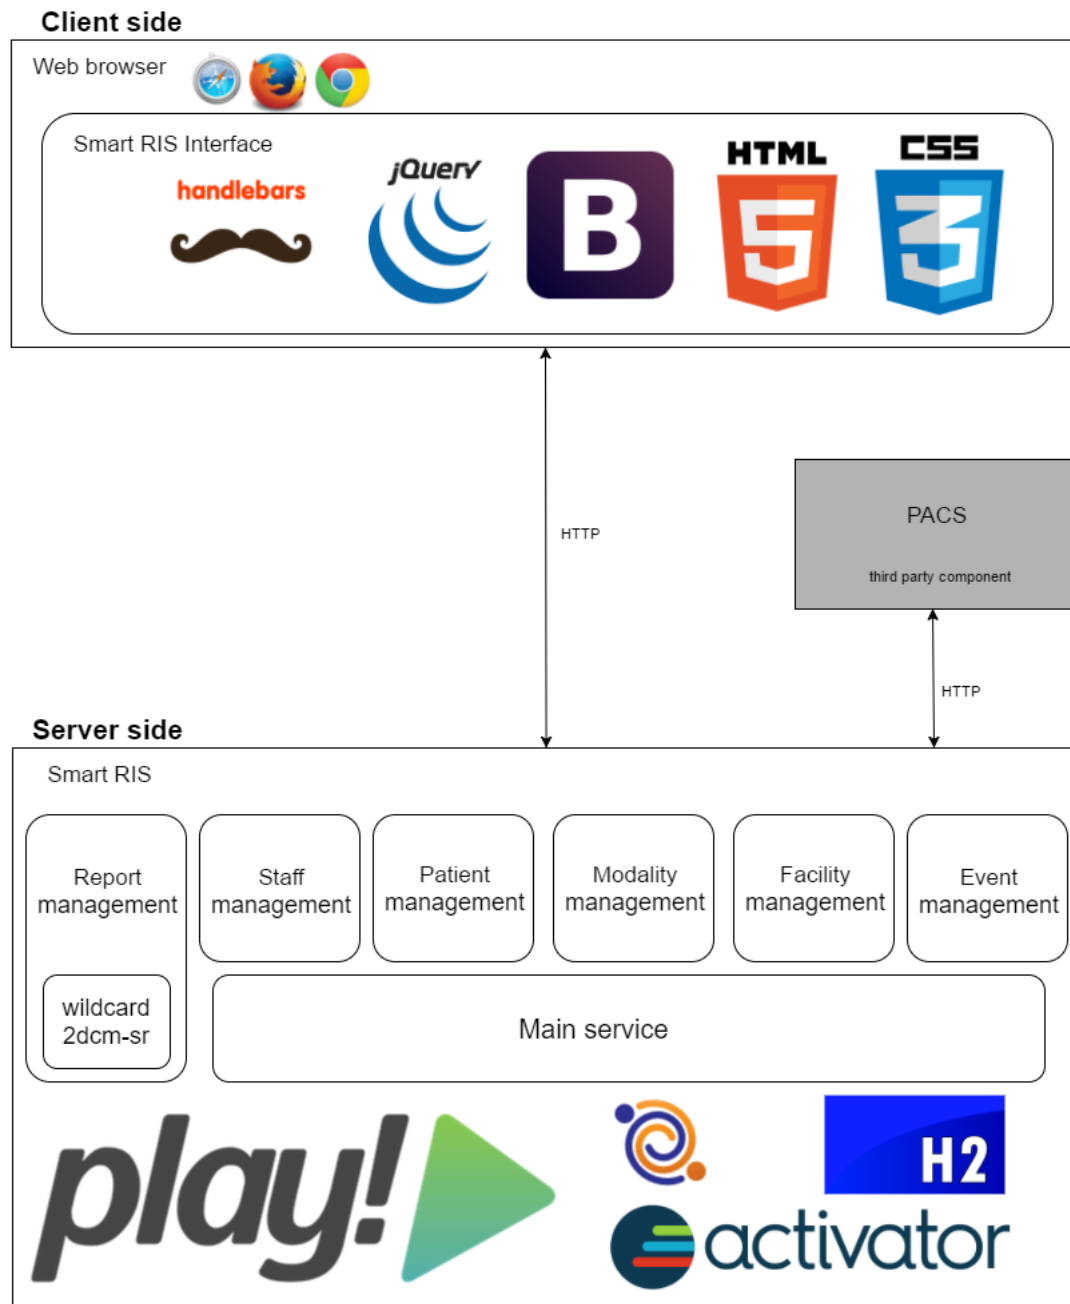 Client side
Web browser
Smart RIS Interface
handlebars
jQuery
B
HTML
5
CSS
3
HTTP
PACS
third party component
HTTP
Server side
Smart RIS
Report
management
Staff
management
Patient
management
Modality
management
Facility
management
Event
management
wildcard
2dcm-sr
Main service
play!
H2
activator